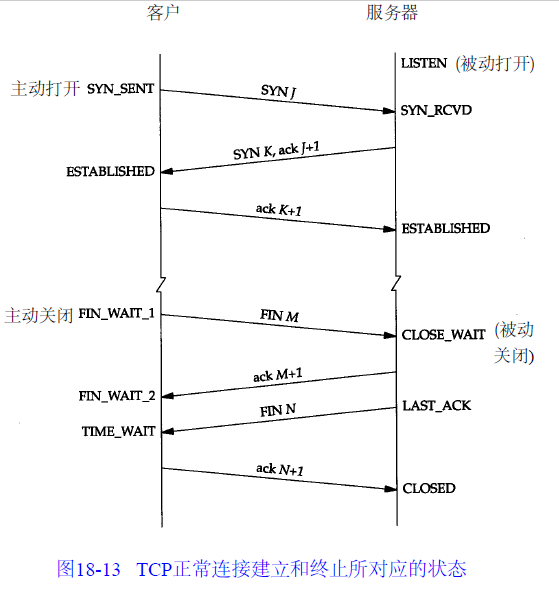 客户 服务器
LISTEN (被动打开)
主动打开 SYN_SENT
SYN J
SYN_RCVD
SYN K, ack J+1
ESTABLISHED
ack K+1
ESTABLISHED
主动关闭 FIN_WAIT_1
FIN M
CLOSE_WAIT (被动
关闭)
ack M+1
FIN_WAIT_2
LAST_ACK
FIN N
TIME_WAIT
ack N+1
CLOSED
图18-13 TCP正常连接建立和终止所对应的状态